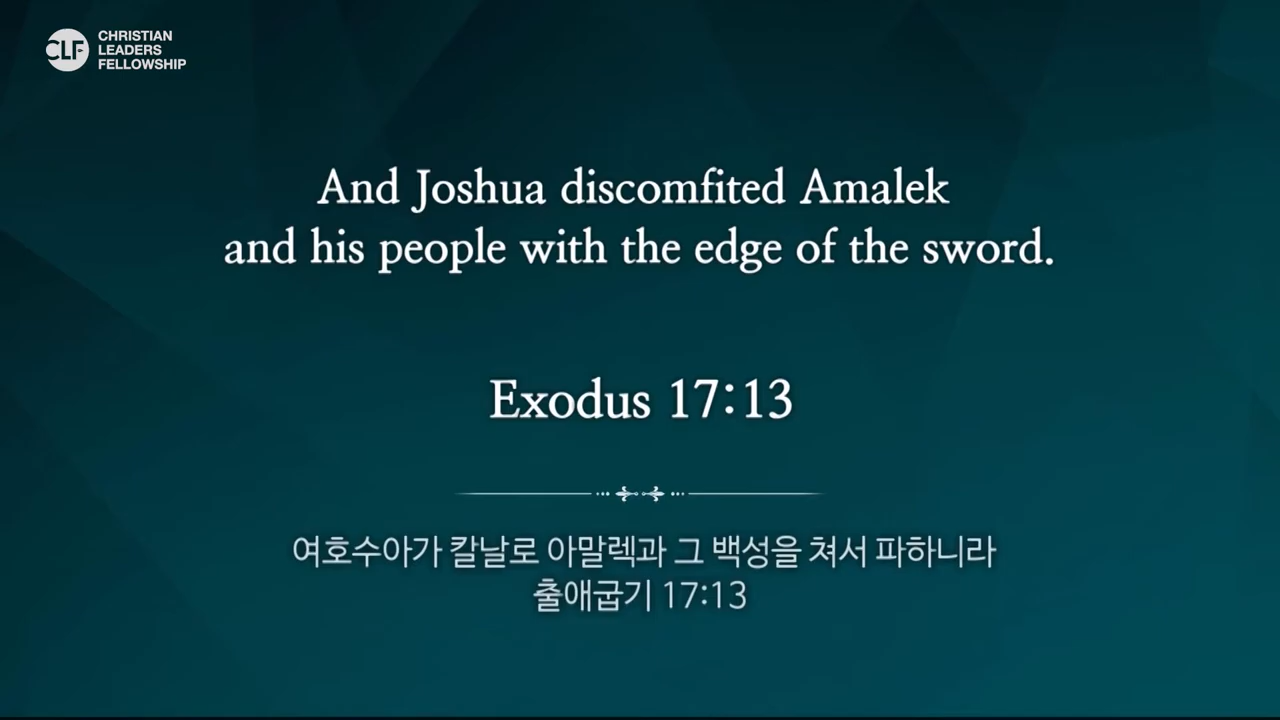 CLF
CHRISTIAN
LEADERS
FELLOWSHIP
And Joshua discomfited Amalek
and his people with the edge of the sword.
Exodus 17:13
여호수아가 칼날로 아말렉과 그 백성을 쳐서 파하니라
출애굽기 17:13